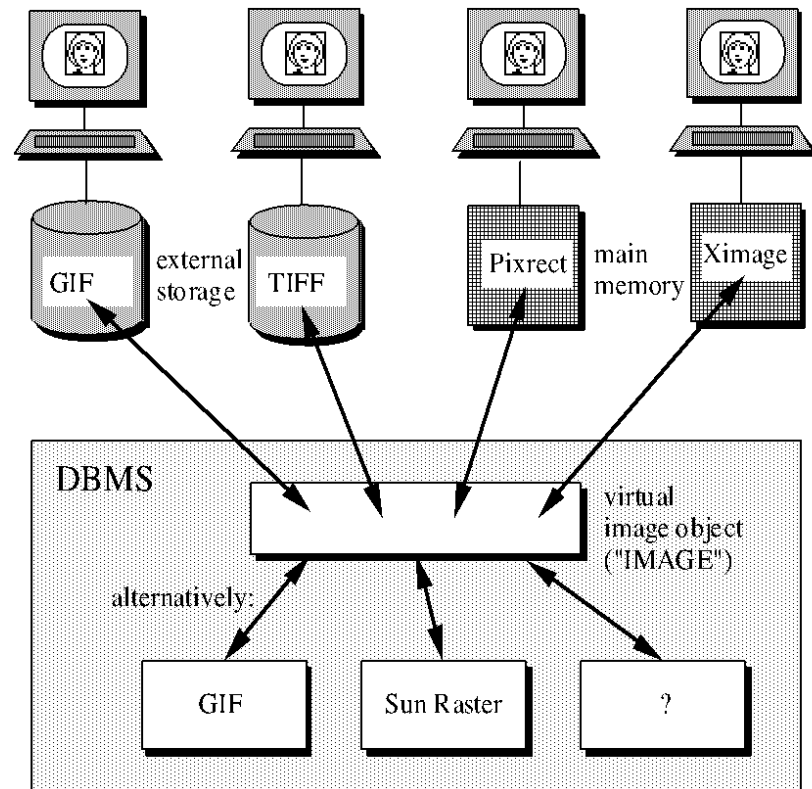 GIF
external
storage
TIFF
Pixrect
main
memory
Ximage
DBMS
virtual
image object
("IMAGE")
alternatively:
GIF
Sun Raster
?